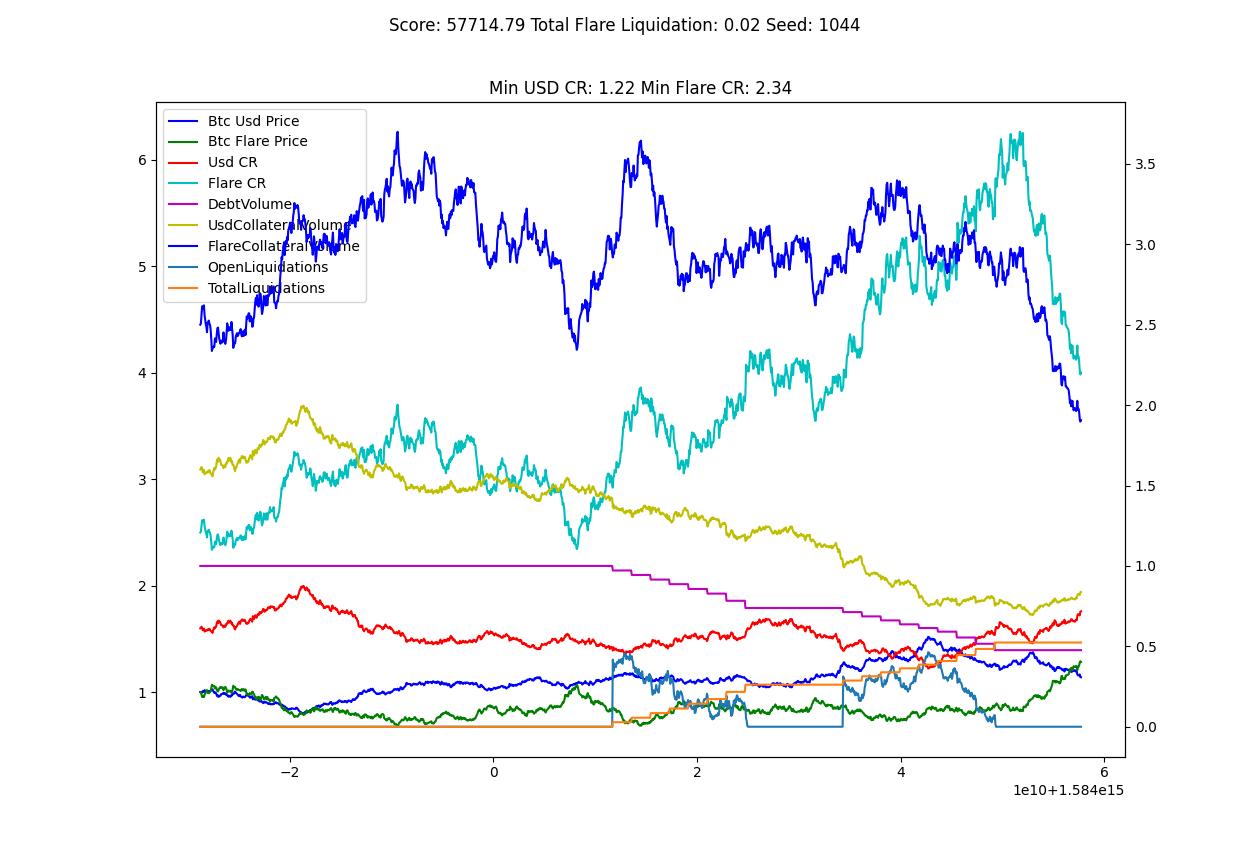 Score: 57714.79 Total Flare Liquidation: 0.02 Seed: 1044
Min USD CR: 1.22 Min Flare CR: 2.34
Btc Usd Price
Btc Flare Price
Usd CR
Flare CR
DebtVolume
UsdCollateralVolume
FlareCollateralVolume
OpenLiquidations
TotalLiquidations
6
5
4
3
2
1
3.5
3.0
2.5
2.0
1.5
1.0
0.5
0.0
−2
0
2
4
6
1e10+1.584e15